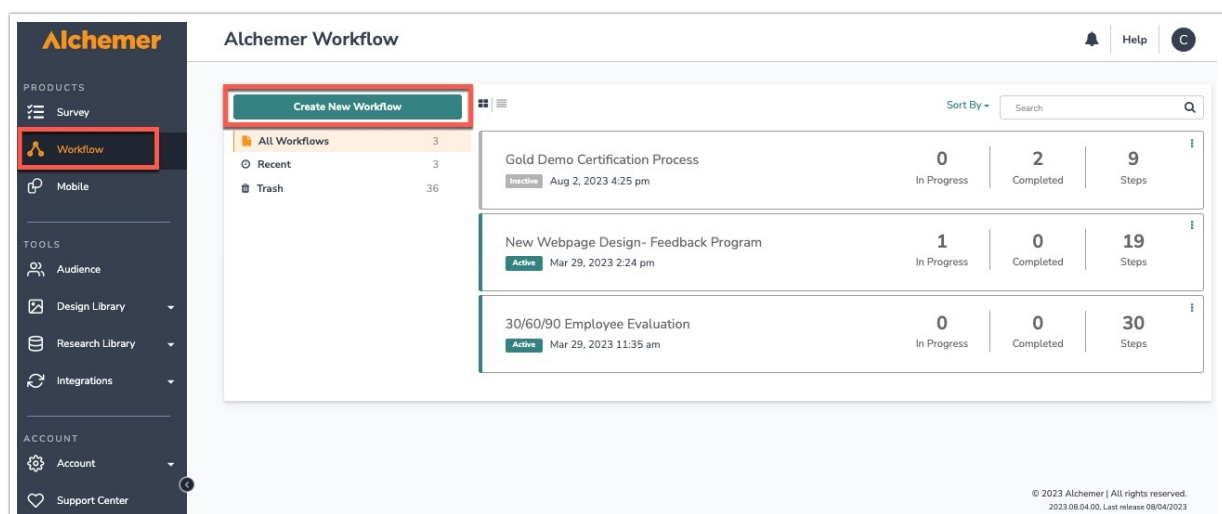 Alchemer
Alchemer Workflow
Help
C
PRODUCTS
Survey
Workflow
Mobile
TOOLS
Audience
Design Library
Research Library
Integrations
ACCOUNT
Account
Support Center
Create New Workflow
All Workflows 3
Recent 3
Trash 36
Sort By
Search
Gold Demo Certification Process
Inactive Aug 2, 2023 4:25 pm
0 2 9
In Progress Completed Steps
New Webpage Design- Feedback Program
Active Mar 29, 2023 2:24 pm
1 0 19
In Progress Completed Steps
30/60/90 Employee Evaluation
Active Mar 29, 2023 11:35 am
0 0 30
In Progress Completed Steps
© 2023 Alchemer | All rights reserved.
2023.08.04.00, Last release 08/04/2023